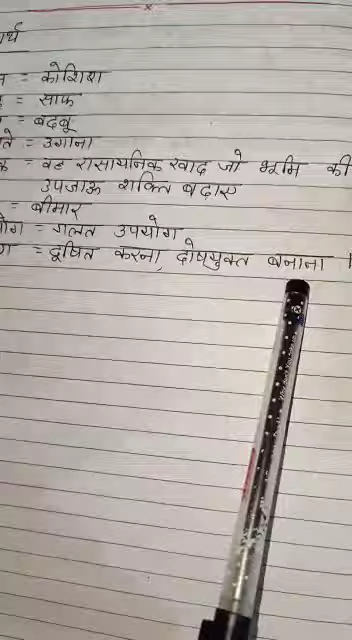 = कोशिश
= साफ
= बदबू
= उगाना
= वह रासायनिक खाद जो भूमि की
उपजाऊ शक्ति बढ़ाए
= बीमार
= गलत उपयोग
= दूषित करना, दोषयुक्त बनाना।